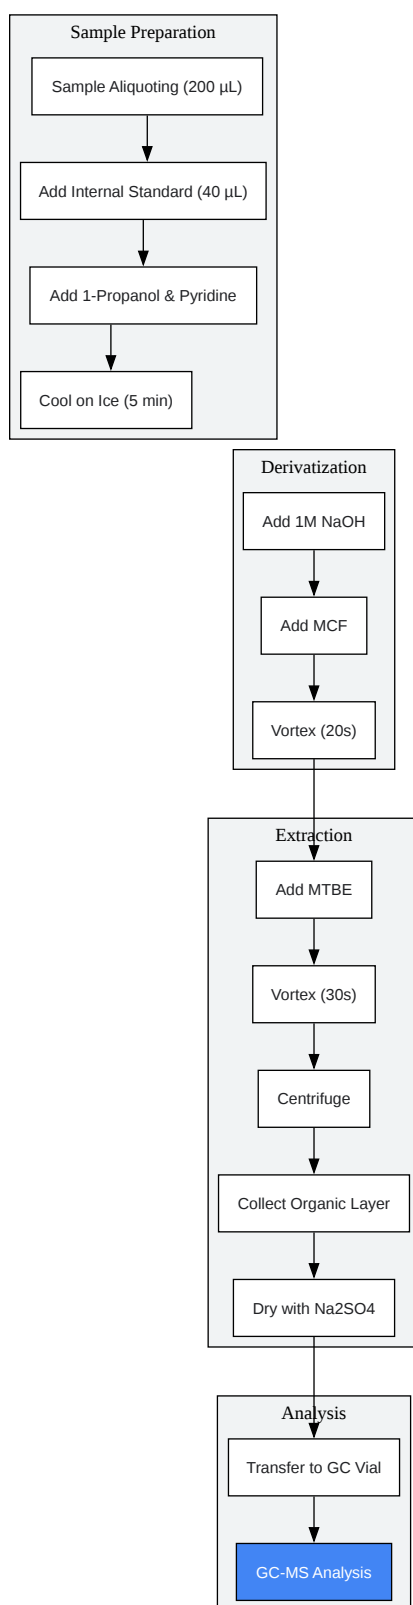 Sample Preparation
Sample Aliquoting (200 µL)
Add Internal Standard (40 µL)
Add 1-Propanol & Pyridine
Cool on Ice (5 min)
Derivatization
Add 1M NaOH
Add MCF
Vortex (20s)
Extraction
Add MTBE
Vortex (30s)
Centrifuge
Collect Organic Layer
Dry with Na2SO4
Analysis
Transfer to GC Vial
GC-MS Analysis